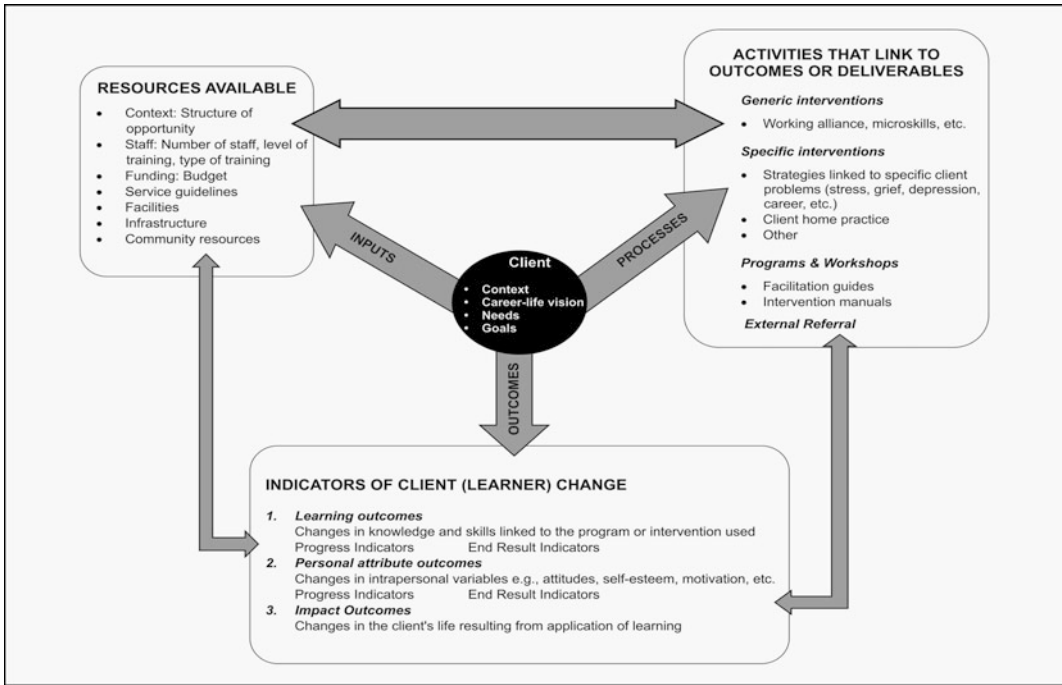 RESOURCES AVAILABLE
• Context: Structure of
opportunity
• Staff: Number of staff, level of
training, type of training
• Funding: Budget
• Service guidelines
• Facilities
• Infrastructure
• Community resources
ACTIVITIES THAT LINK TO
OUTCOMES OR DELIVERABLES
Generic interventions
• Working alliance, microskills, etc.
Specific interventions
• Strategies linked to specific client
problems (stress, grief, depression,
career, etc.)
• Client home practice
• Other
Programs & Workshops
• Facilitation guides
• Intervention manuals
External Referral
INPUTS
PROCESSES
Client
• Context
• Career-life vision
• Needs
• Goals
OUTCOMES
INDICATORS OF CLIENT (LEARNER) CHANGE
1. Learning outcomes
Changes in knowledge and skills linked to the program or intervention used
Progress Indicators End Result Indicators
2. Personal attribute outcomes
Changes in intrapersonal variables e.g., attitudes, self-esteem, motivation, etc.
Progress Indicators End Result Indicators
3. Impact Outcomes
Changes in the client's life resulting from application of learning